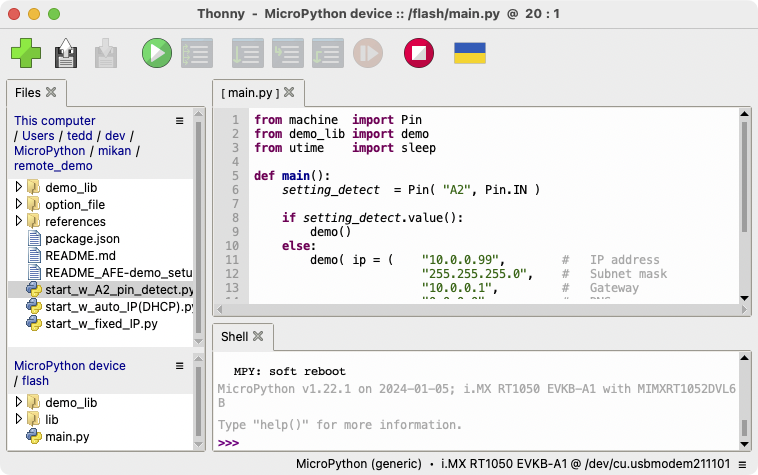 Thonny - MicroPython device :: /flash/main.py @ 20 : 1
Files
This computer
/ Users / tedd / dev /
MicroPython / mikan /
remote_demo
demo_lib
option_file
references
package.json
README.md
README_AFE-demo_setu
start_w_A2_pin_detect.py
start_w_auto_IP(DHCP).py
start_w_fixed_IP.py
MicroPython device
/ flash
demo_lib
lib
main.py
[ main.py ]
1 from machine import Pin
2 from demo_lib import demo
3 from utime import sleep
4
5 def main():
6 setting_detect = Pin( "A2", Pin.IN )
7
8 if setting_detect.value():
9 demo()
10 else:
11 demo( ip = ( "10.0.0.99", # IP address
12 "255.255.255.0", # Subnet mask
13 "10.0.0.1", # Gateway
Shell
MPY: soft reboot
MicroPython v1.22.1 on 2024-01-05; i.MX RT1050 EVKB-A1 with MIMXRT1052DVL6
B
Type "help()" for more information.
>>>
MicroPython (generic) • i.MX RT1050 EVKB-A1 @ /dev/cu.usbmodem211101 ≡